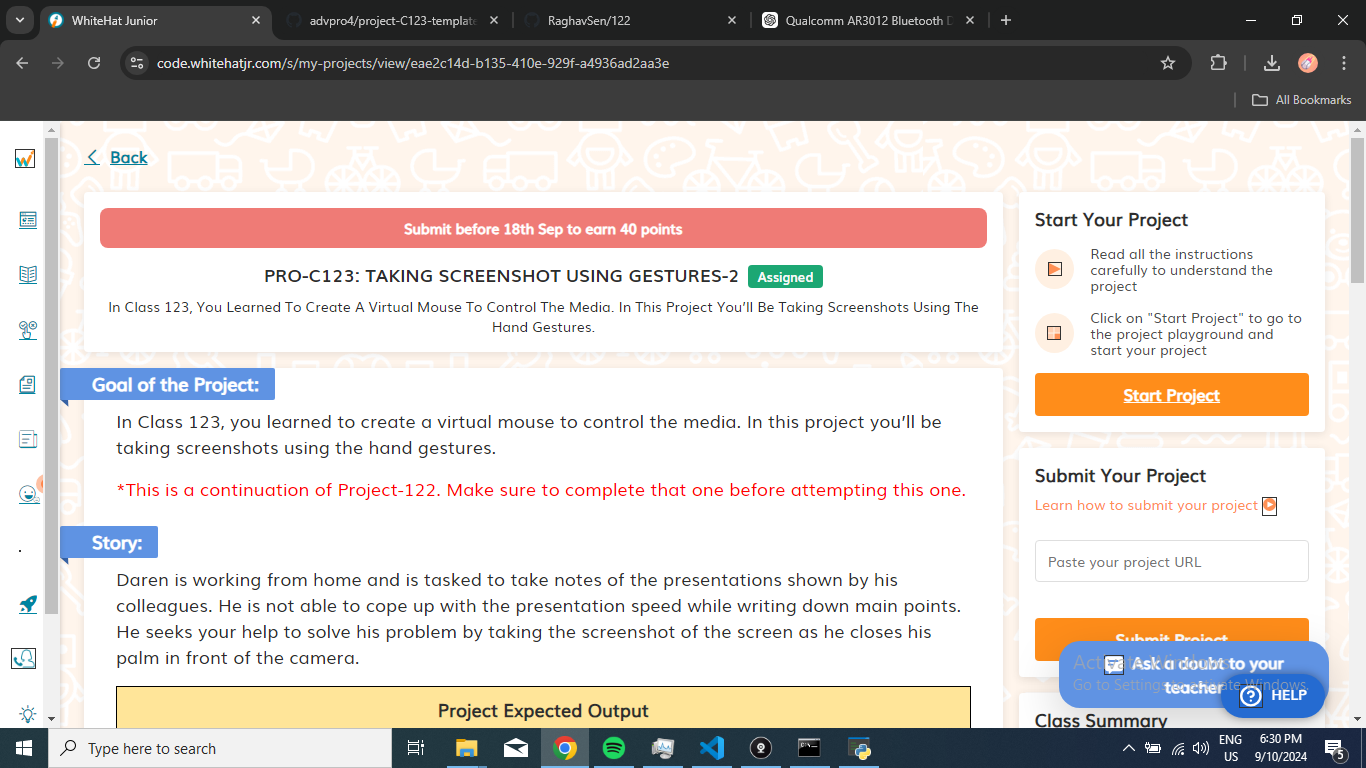 WhiteHat Junior
advpro4/project-C123-template
RaghavSen/122
Qualcomm AR3012 Bluetooth D
code.whitehatjr.com/s/my-projects/view/eae2c14d-b135-410e-929f-a4936ad2aa3e
All Bookmarks
Back
Submit before 18th Sep to earn 40 points
PRO-C123: TAKING SCREENSHOT USING GESTURES-2 Assigned
In Class 123, You Learned To Create A Virtual Mouse To Control The Media. In This Project You’ll Be Taking Screenshots Using The
Hand Gestures.
Goal of the Project:
In Class 123, you learned to create a virtual mouse to control the media. In this project you’ll be
taking screenshots using the hand gestures.
*This is a continuation of Project-122. Make sure to complete that one before attempting this one.
Story:
Daren is working from home and is tasked to take notes of the presentations shown by his
colleagues. He is not able to cope up with the presentation speed while writing down main points.
He seeks your help to solve his problem by taking the screenshot of the screen as he closes his
palm in front of the camera.
Project Expected Output
Start Your Project
Read all the instructions
carefully to understand the
project
Click on "Start Project" to go to
the project playground and
start your project
Start Project
Submit Your Project
Learn how to submit your project
Paste your project URL
Submit Project
Activate Windows
Go to Settings to activate Windows.
Ask a doubt to your
teacher
HELP
Class Summary
Type here to search
ENG
US
6:30 PM
9/10/2024
5